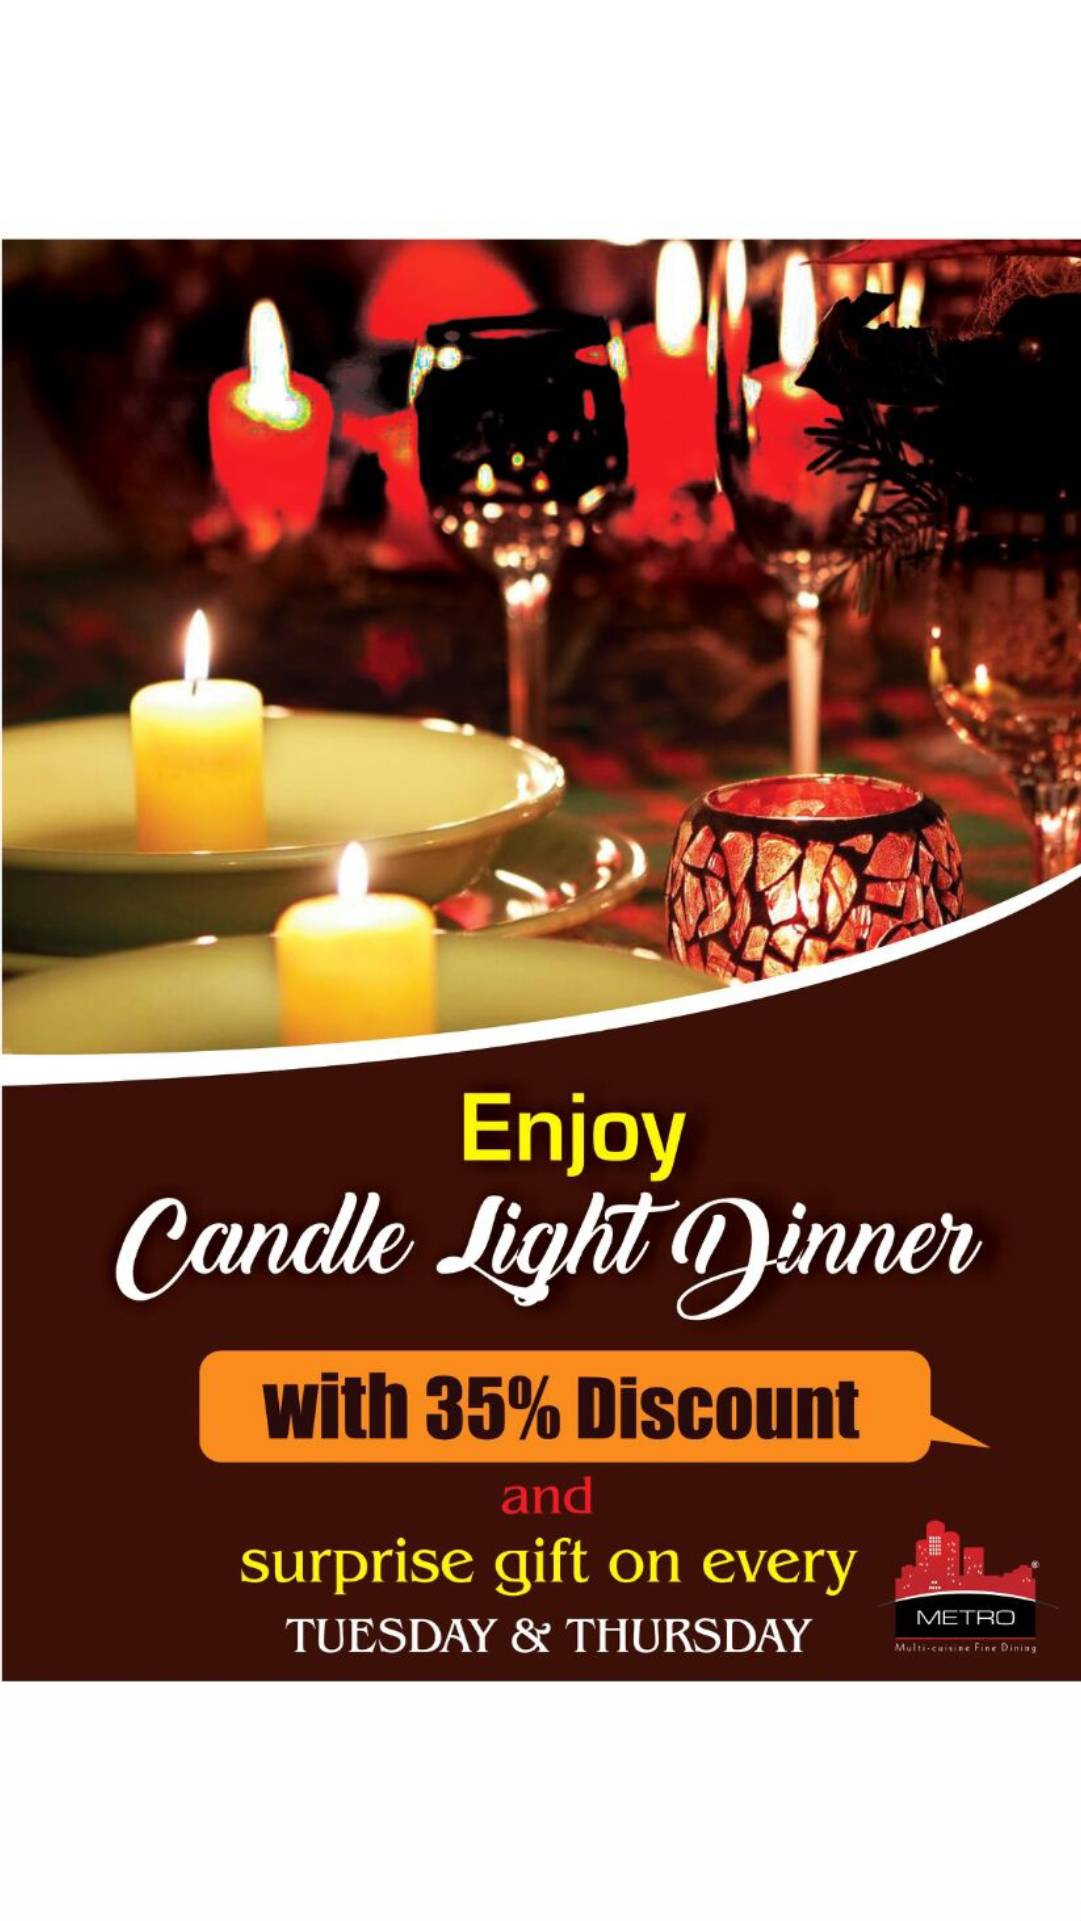 Enjoy
Candle Light Dinner
with 35% Discount
and
surprise gift on every
TUESDAY & THURSDAY
METRO
®
Multi-cuisine Fine Dining